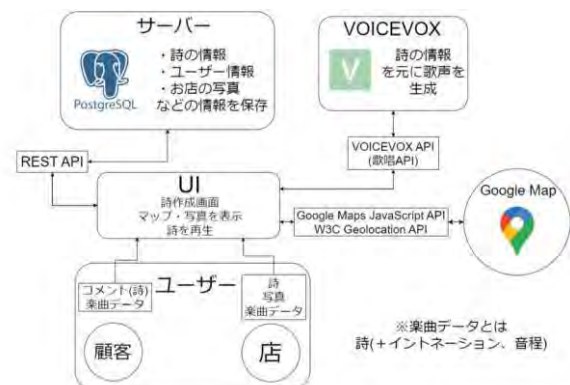 サーバー
・詩の情報
・ユーザー情報
・お店の写真
などの情報を保存
PostgreSQL
VOICEVOX
V
詩の情報
を元に歌声を
生成
REST API
VOICEVOX API
(歌唱API)
UI
詩作成画面
マップ・写真を表示
詩を再生
Google Maps JavaScript API
W3C Geolocation API
Google Map
ユーザー
コメント(詩)
楽曲データ
詩
写真
楽曲データ
顧客
店
※楽曲データとは
詩(+イントネーション、音程)